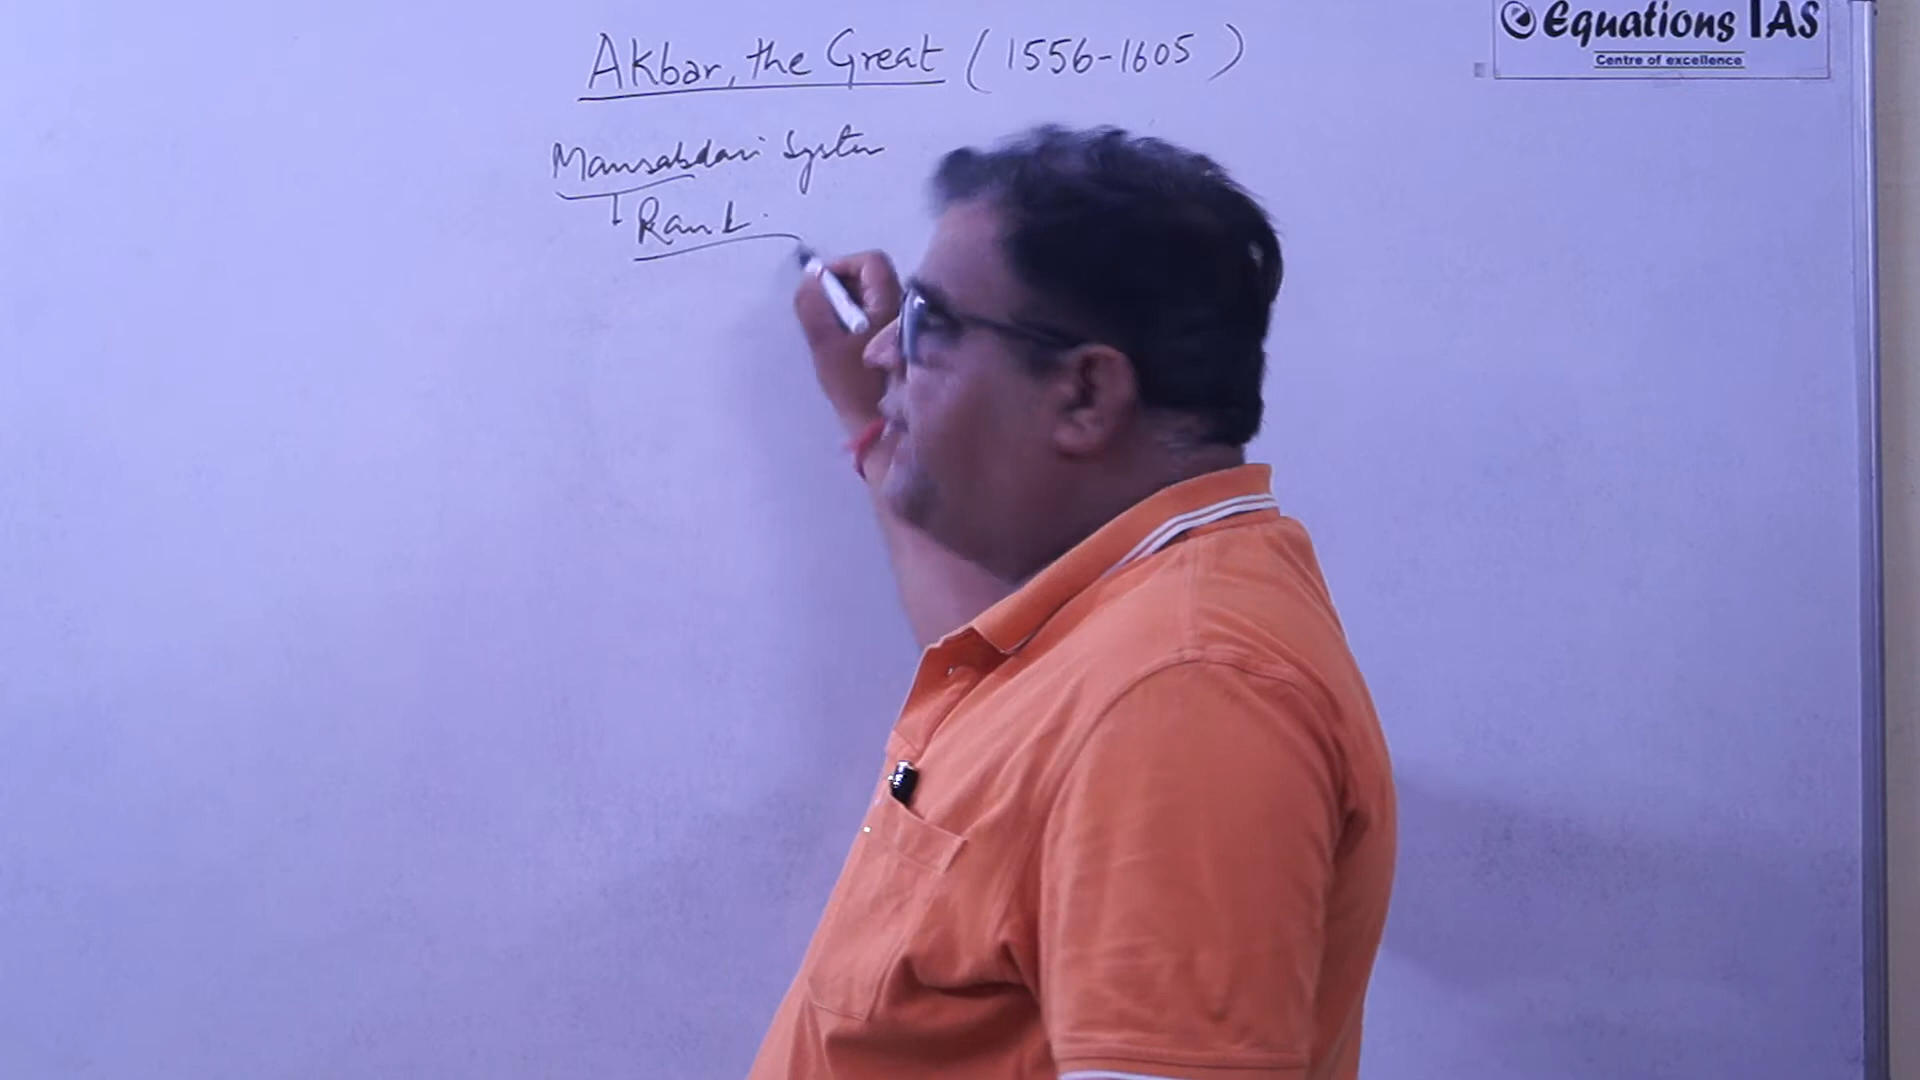 Akbar, the Great (1556-1605)
Mansabdari System
Rank
Equations IAS
Centre of excellence